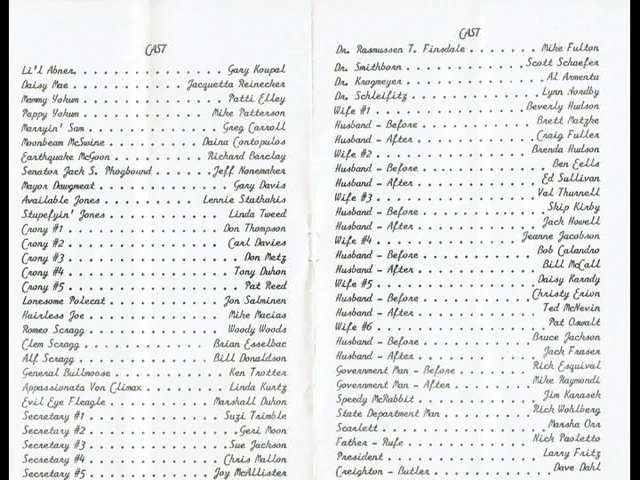 CAST
Li'l Abner. . . . . . . . . . . . . . . Gary Koupal
Daisy Mae . . . . . . . . . . . . Jacquetta Reinecker
Mammy Yokum . . . . . . . . . . . . . . Patti Elley
Pappy Yokum . . . . . . . . . . . . . Mike Patterson
Marryin' Sam . . . . . . . . . . . . . Greg Carroll
Moonbeam McSwine . . . . . . . . . . Daina Contopulos
Earthquake McGoon . . . . . . . . . . Richard Barclay
Senator Jack S. Phogbound . . . . . . Jeff Nonemaker
Mayor Dawgmeat . . . . . . . . . . . . . Gary Davis
Available Jones . . . . . . . . . . Lennie Stathakis
Stupefyin' Jones . . . . . . . . . . . . Linda Tweed
Crony #1 . . . . . . . . . . . . . . . Don Thompson
Crony #2 . . . . . . . . . . . . . . . Carl Davies
Crony #3 . . . . . . . . . . . . . . . . Don Metz
Crony #4 . . . . . . . . . . . . . . . Tony Duhon
Crony #5 . . . . . . . . . . . . . . . . Pat Reed
Lonesome Polecat . . . . . . . . . . . . Jon Salminen
Hairless Joe . . . . . . . . . . . . . . Mike Macias
Romeo Scragg . . . . . . . . . . . . . . Woody Woods
Clem Scragg . . . . . . . . . . . . . Brian Esselbac
Alf Scragg . . . . . . . . . . . . . . Bill Donaldson
General Bullmoose . . . . . . . . . . . . Ken Trotter
Appassionata Von Climax . . . . . . . . . Linda Kurtz
Evil Eye Fleagle . . . . . . . . . . . Marshall Duhon
Secretary #1 . . . . . . . . . . . . . . Suzi Trimble
Secretary #2 . . . . . . . . . . . . . . . Geri Moon
Secretary #3 . . . . . . . . . . . . . . Sue Jackson
Secretary #4 . . . . . . . . . . . . . . Chris Mallon
Secretary #5 . . . . . . . . . . . . . Joy McAllister
CAST
Dr. Rasmussen T. Finsdale . . . . . . . Mike Fulton
Dr. Smithborn . . . . . . . . . . . . Scott Schaefer
Dr. Krogmeyer . . . . . . . . . . . . . . Al Armenta
Dr. Schleifitz . . . . . . . . . . . . . Lynn Nordby
Wife #1 . . . . . . . . . . . . . . . Beverly Hudson
Husband - Before . . . . . . . . . . . Brett Matzke
Husband - After . . . . . . . . . . . . Craig Fuller
Wife #2 . . . . . . . . . . . . . . . . Brenda Hudson
Husband - Before . . . . . . . . . . . . . Ben Eells
Husband - After . . . . . . . . . . . . Ed Sullivan
Wife #3 . . . . . . . . . . . . . . . . Val Thurnell
Husband - Before . . . . . . . . . . . . Skip Kirby
Husband - After . . . . . . . . . . . . Jack Howell
Wife #4 . . . . . . . . . . . . . . . Jeanne Jacobson
Husband - Before . . . . . . . . . . . Bob Calandro
Husband - After . . . . . . . . . . . . Bill McCall
Wife #5 . . . . . . . . . . . . . . . . Daisy Karady
Husband - Before . . . . . . . . . . . Christy Erion
Husband - After . . . . . . . . . . . . Ted McNevin
Wife #6 . . . . . . . . . . . . . . . . . Pat Oswalt
Husband - Before . . . . . . . . . . . Bruce Jackson
Husband - After . . . . . . . . . . . . Jack Fraser
Government Man - Before . . . . . . . Rich Esquival
Government Man - After . . . . . . . . Mike Raymondi
Speedy McRabbit . . . . . . . . . . . . Jim Karasek
State Department Man . . . . . . . . . Rick Wohlberg
Scarlett . . . . . . . . . . . . . . . . Marsha Orr
Father - Rufe . . . . . . . . . . . . Nick Paoletto
President . . . . . . . . . . . . . . . Larry Fritz
Creighton - Butler . . . . . . . . . . . . Dave Dahl